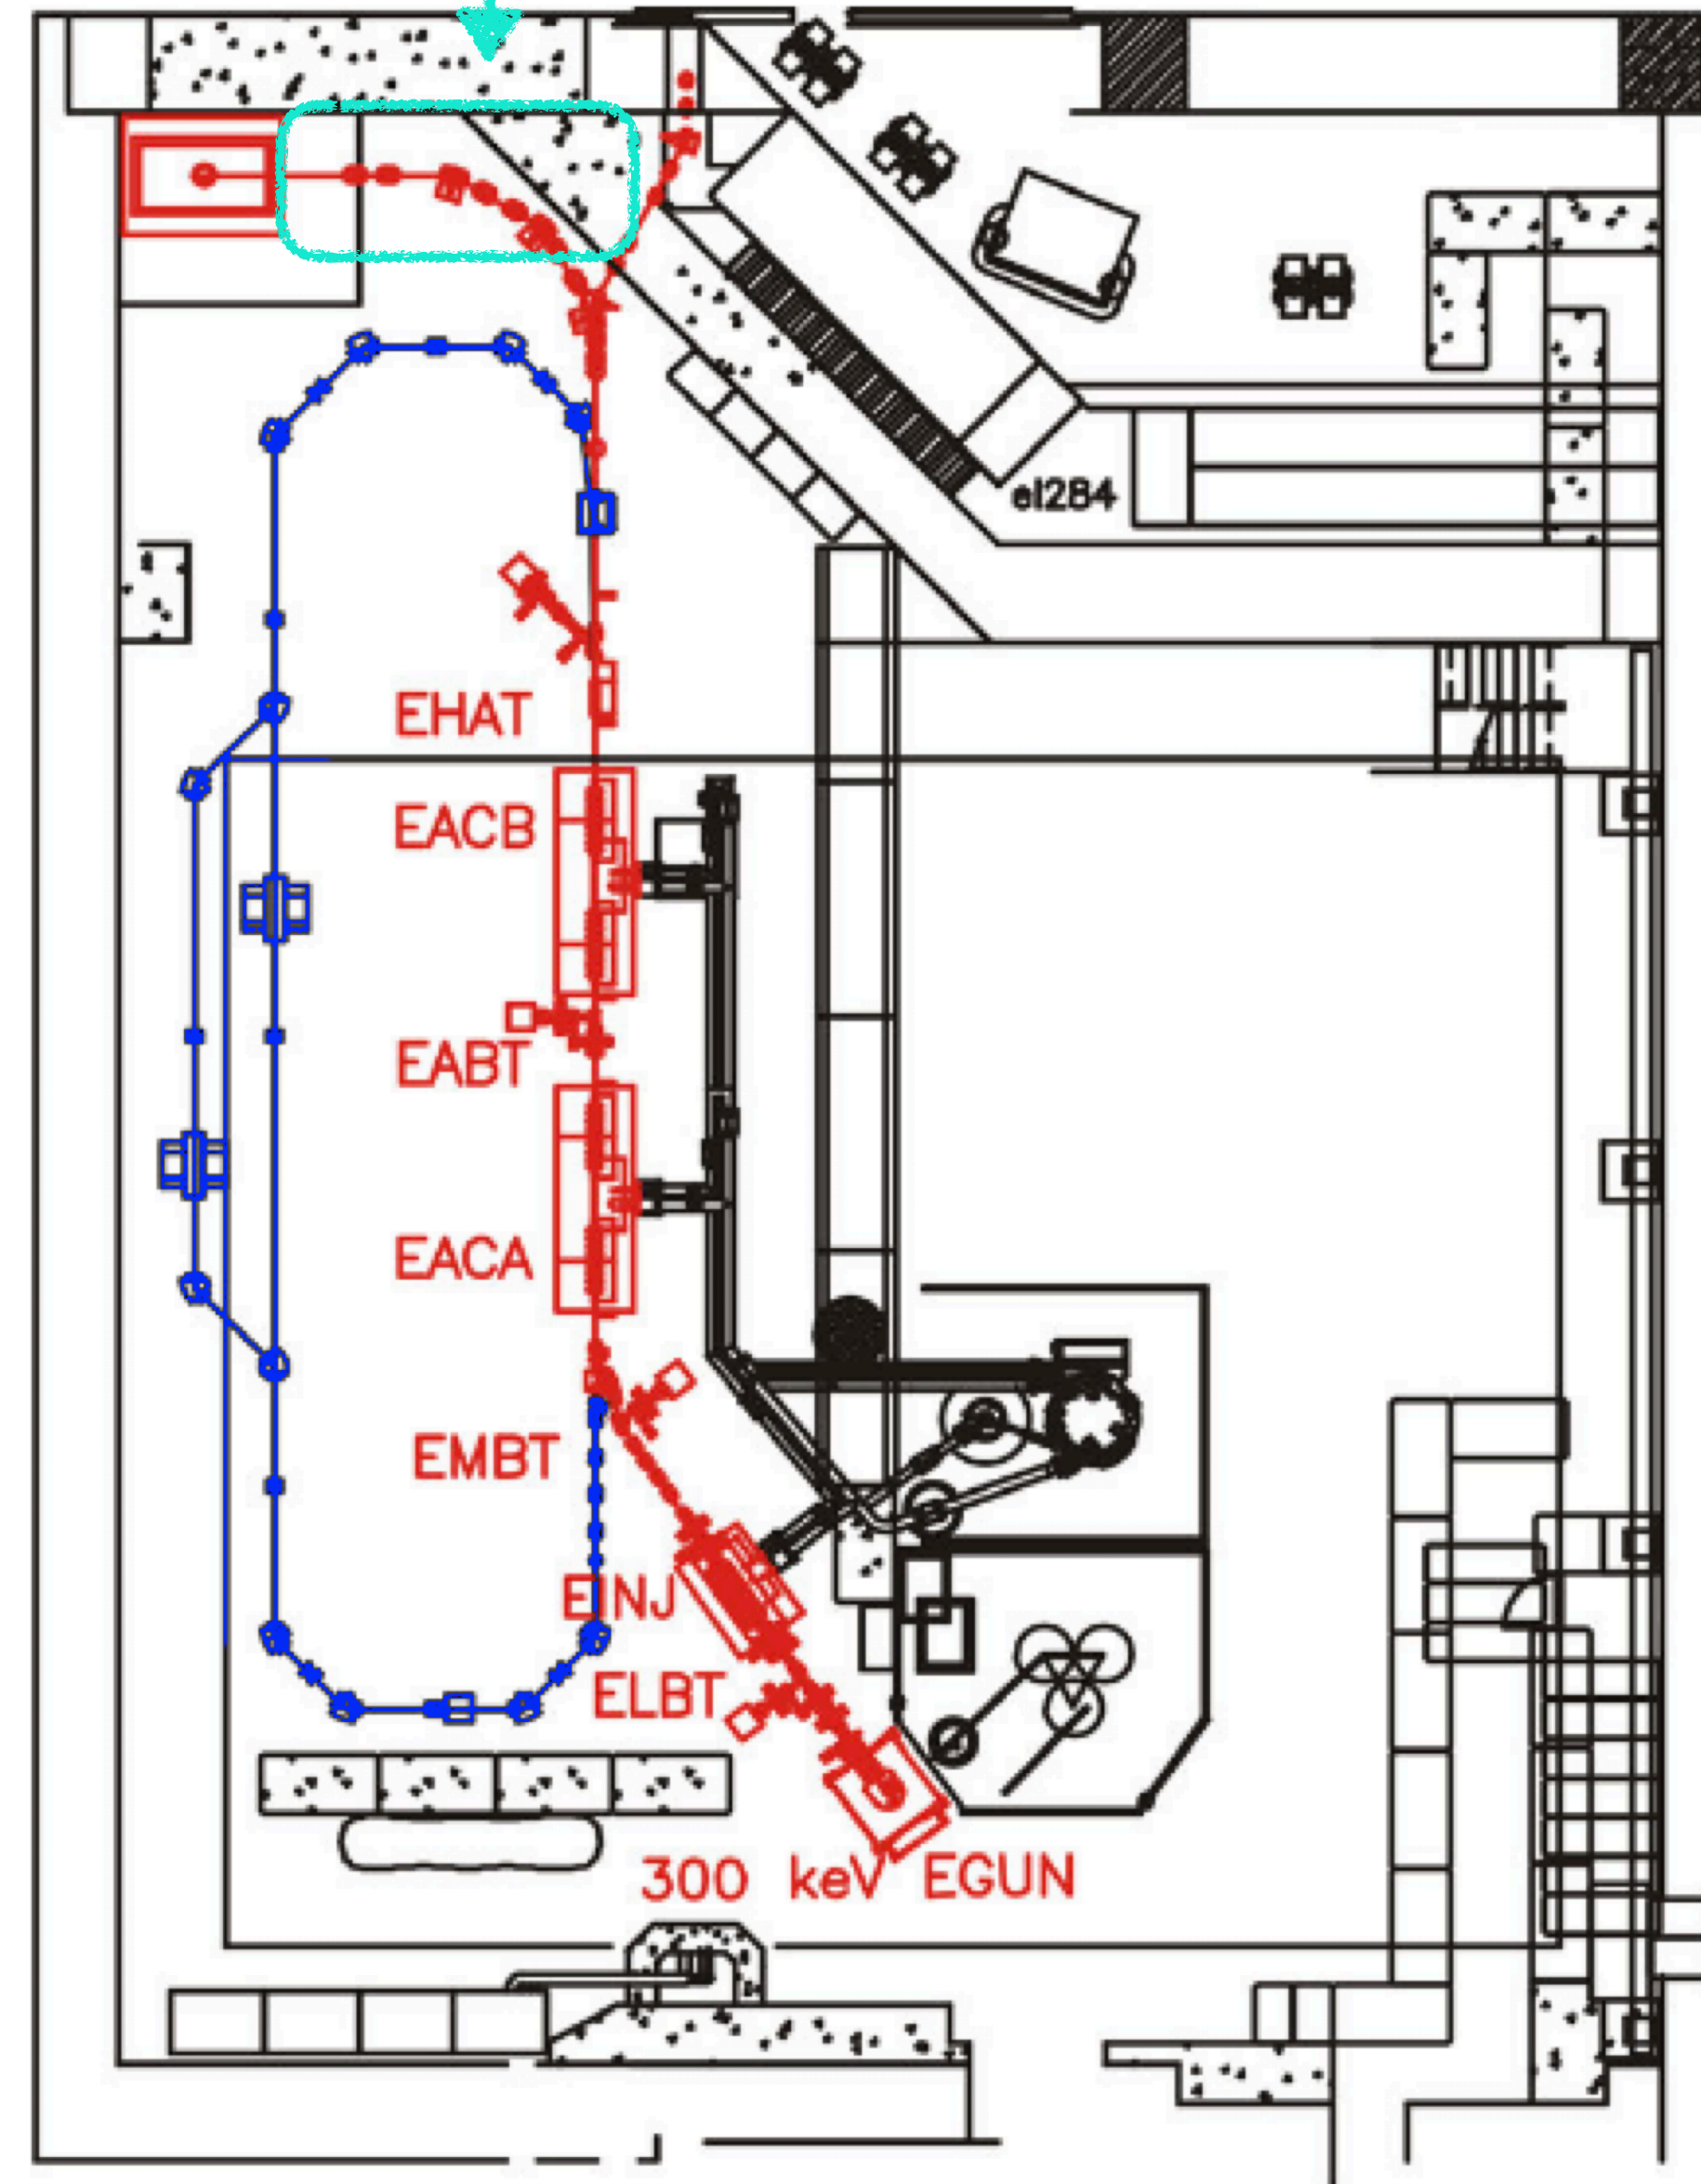 el284
EHAT
EACB
EABT
EACA
EMBT
EINJ
ELBT
300 keV EGUN